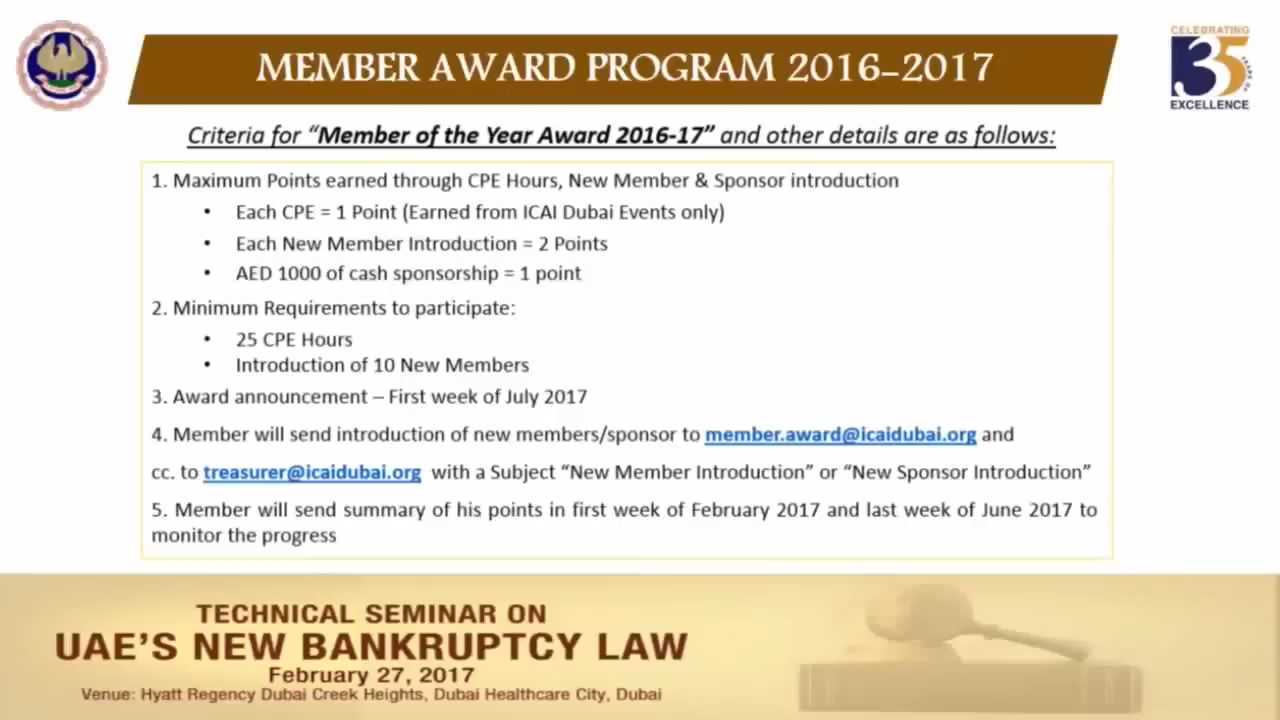 CELEBRATING
35
EXCELLENCE
MEMBER AWARD PROGRAM 2016-2017
Criteria for “Member of the Year Award 2016-17” and other details are as follows:
1. Maximum Points earned through CPE Hours, New Member & Sponsor introduction
• Each CPE = 1 Point (Earned from ICAI Dubai Events only)
• Each New Member Introduction = 2 Points
• AED 1000 of cash sponsorship = 1 point
2. Minimum Requirements to participate:
• 25 CPE Hours
• Introduction of 10 New Members
3. Award announcement – First week of July 2017
4. Member will send introduction of new members/sponsor to member.award@icaidubai.org and
cc. to treasurer@icaidubai.org with a Subject “New Member Introduction” or “New Sponsor Introduction”
5. Member will send summary of his points in first week of February 2017 and last week of June 2017 to
monitor the progress
TECHNICAL SEMINAR ON
UAE’S NEW BANKRUPTCY LAW
February 27, 2017
Venue: Hyatt Regency Dubai Creek Heights, Dubai Healthcare City, Dubai